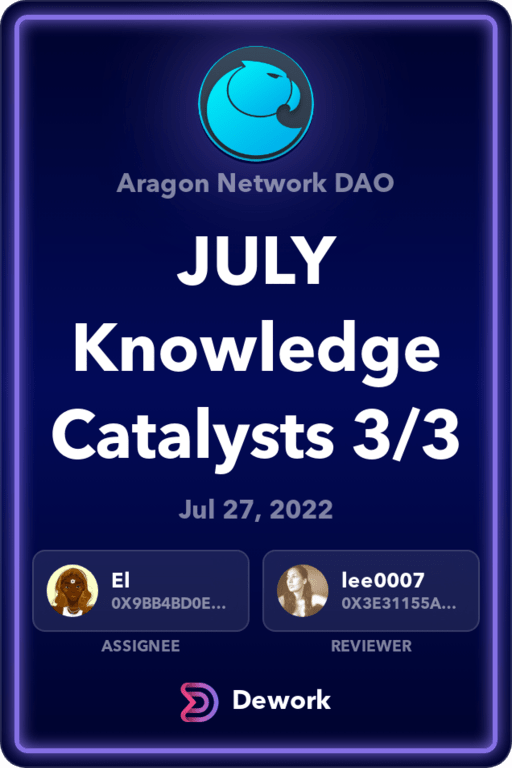 Aragon Network DAO
JULY
Knowledge
Catalysts 3/3
Jul 27, 2022
El
0X9BB4BD0E...
ASSIGNEE
lee0007
0X3E31155A...
REVIEWER
Dework